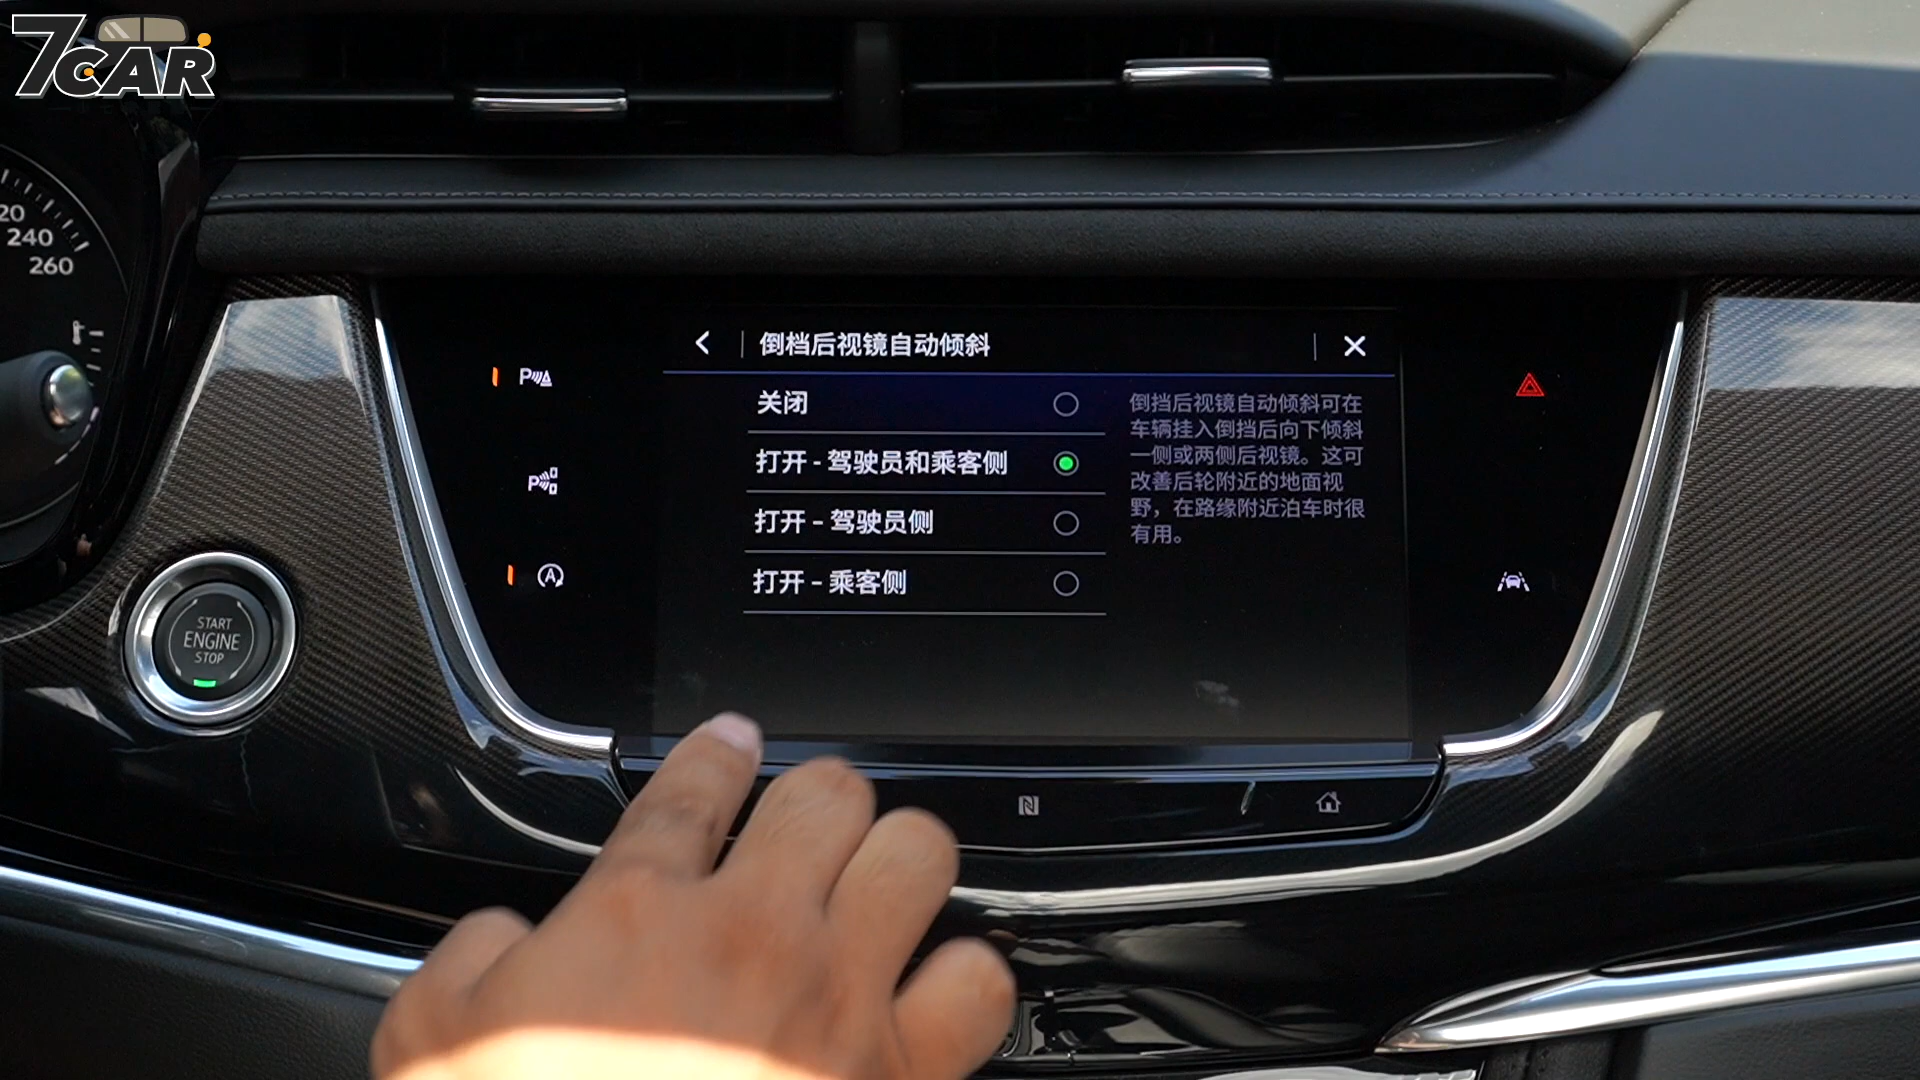 7CAR
20
240
260
倒档后视镜自动倾斜
关闭
打开 - 驾驶员和乘客侧
打开 - 驾驶员侧
打开 - 乘客侧
倒挡后视镜自动倾斜可在
车辆挂入倒挡后向下倾斜
一侧或两侧后视镜。这可
改善后轮附近的地面视
野，在路缘附近泊车时很
有用。
P
P
A
START
ENGINE
STOP